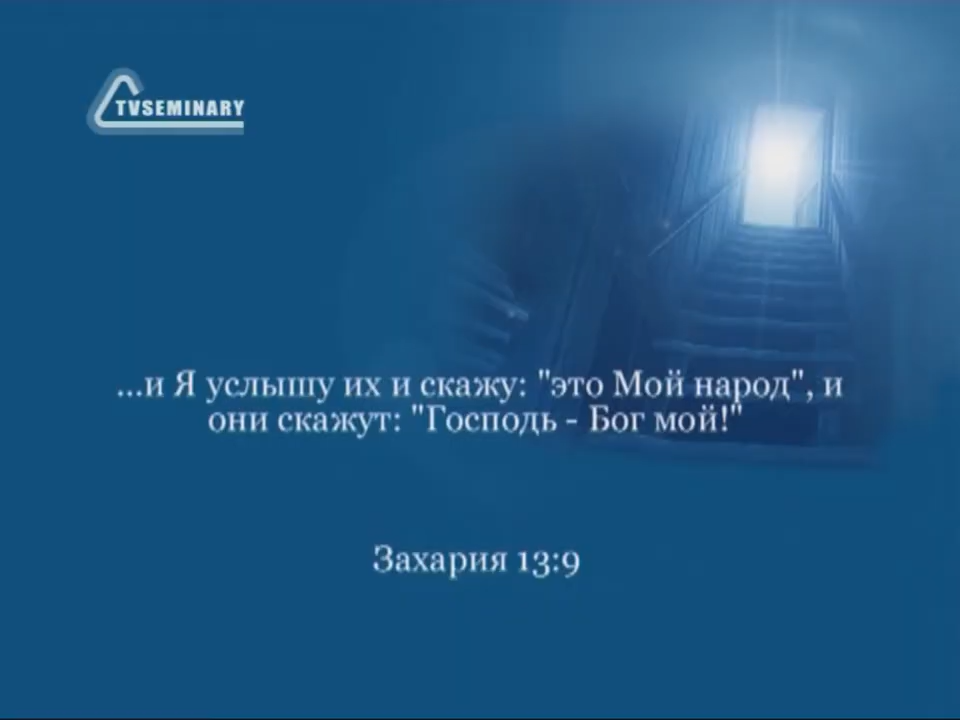 TVSEMINARY
...и Я услышу их и скажу: "это Мой народ", и
они скажут: "Господь - Бог мой!"
Захария 13:9